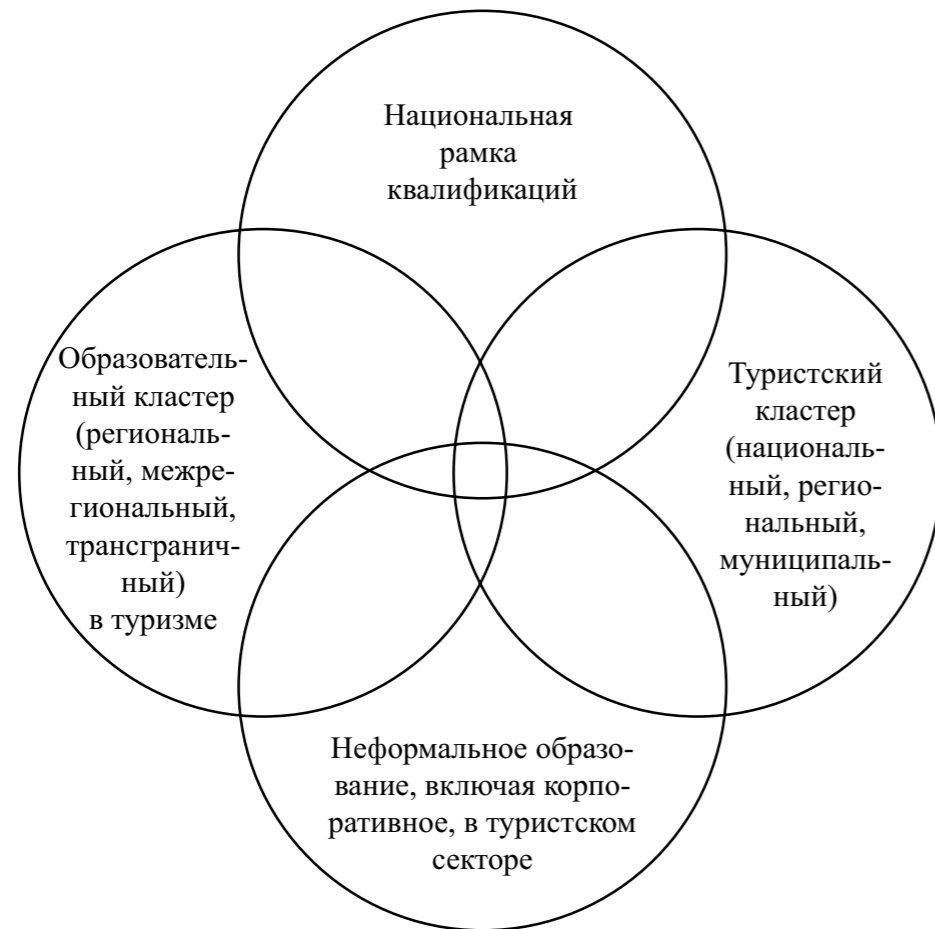 Национальная
рамка
квалификаций
Образователь-
ный кластер
(региональ-
ный, межре-
гиональный,
трансгранич-
ный)
в туризме
Туристский
кластер
(националь-
ный, регио-
нальный,
муниципаль-
ный)
Неформальное образо-
вание, включая корпо-
ративное, в туристском
секторе